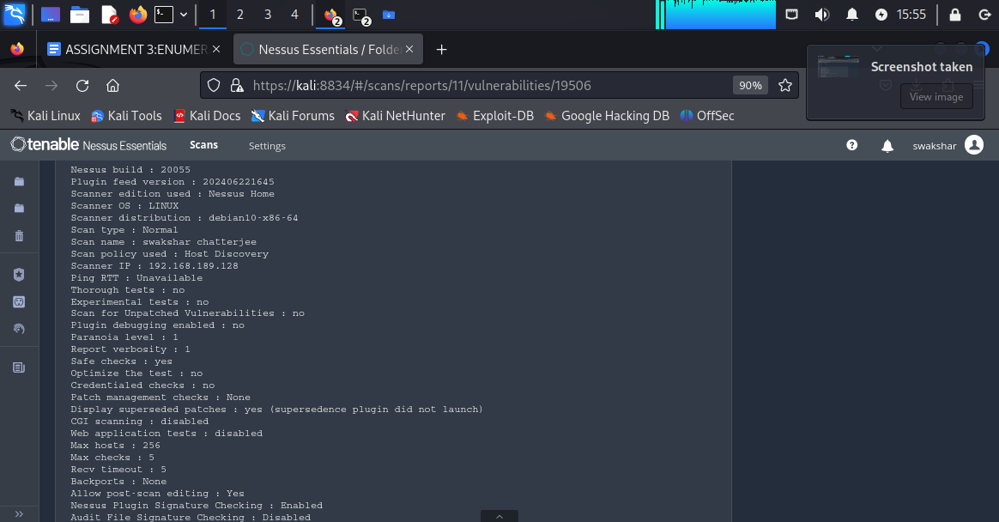 1 2 3 4 2 2 15:55
ASSIGNMENT 3:ENUMER Nessus Essentials / Folde
Screenshot taken
View image
https://kali:8834/#/scans/reports/11/vulnerabilities/19506 90%
Kali Linux Kali Tools Kali Docs Kali Forums Kali NetHunter Exploit-DB Google Hacking DB OffSec
tenable Nessus Essentials Scans Settings swakshar
Nessus build : 20055
Plugin feed version : 202406221645
Scanner edition used : Nessus Home
Scanner OS : LINUX
Scanner distribution : debian10-x86-64
Scan type : Normal
Scan name : swakshar chatterjee
Scan policy used : Host Discovery
Scanner IP : 192.168.189.128
Ping RTT : Unavailable
Thorough tests : no
Experimental tests : no
Scan for Unpatched Vulnerabilities : no
Plugin debugging enabled : no
Paranoia level : 1
Report verbosity : 1
Safe checks : yes
Optimize the test : no
Credentialed checks : no
Patch management checks : None
Display superseded patches : yes (supersedence plugin did not launch)
CGI scanning : disabled
Web application tests : disabled
Max hosts : 256
Max checks : 5
Recv timeout : 5
Backports : None
Allow post-scan editing : Yes
Nessus Plugin Signature Checking : Enabled
Audit File Signature Checking : Disabled